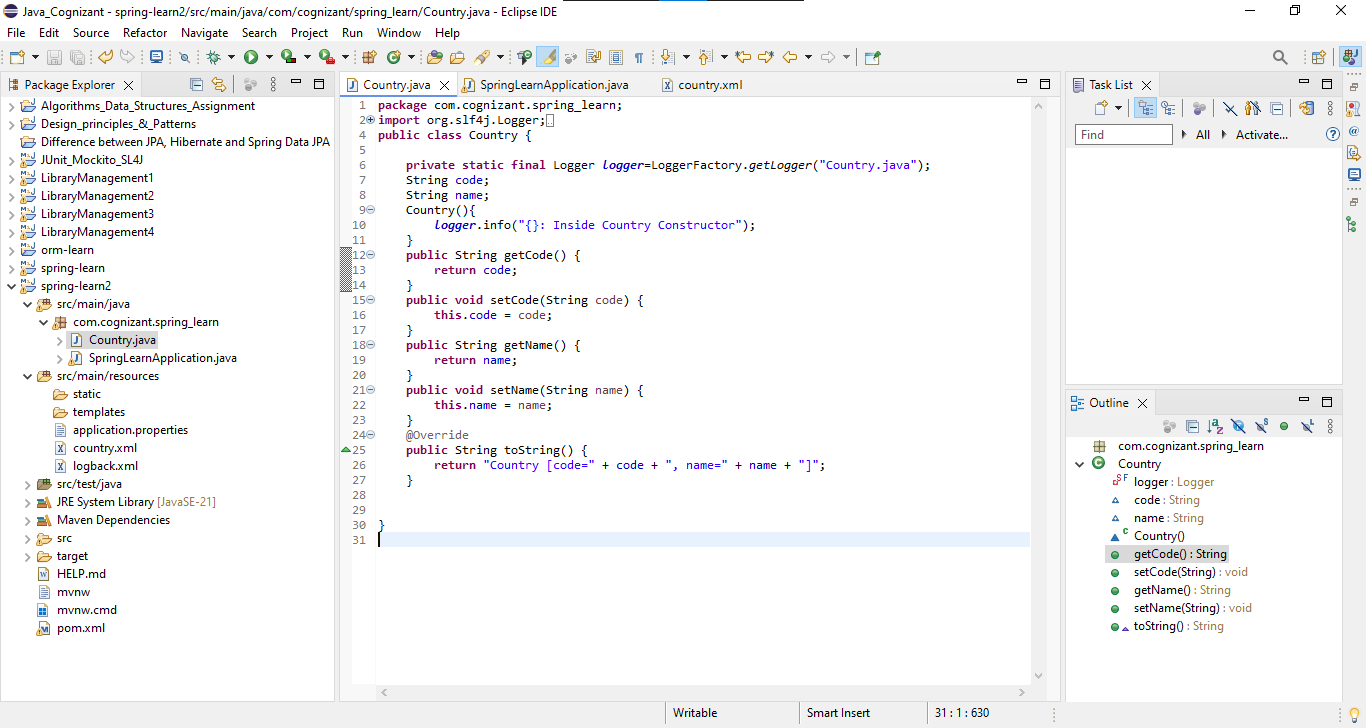 Java_Cognizant - spring-learn2/src/main/java/com/cognizant/spring_learn/Country.java - Eclipse IDE
File Edit Source Refactor Navigate Search Project Run Window Help
Package Explorer
Algorithms_Data_Structures_Assignment
Design_principles_&_Patterns
Difference between JPA, Hibernate and Spring Data JPA
JUnit_Mockito_SL4J
LibraryManagement1
LibraryManagement2
LibraryManagement3
LibraryManagement4
orm-learn
spring-learn
spring-learn2
src/main/java
com.cognizant.spring_learn
Country.java
SpringLearnApplication.java
src/main/resources
static
templates
application.properties
country.xml
logback.xml
src/test/java
JRE System Library [JavaSE-21]
Maven Dependencies
src
target
HELP.md
mvnw
mvnw.cmd
pom.xml
Country.java SpringLearnApplication.java country.xml
1 package com.cognizant.spring_learn;
2 import org.slf4j.Logger;
4 public class Country {
5
6 private static final Logger logger=LoggerFactory.getLogger("Country.java");
7 String code;
8 String name;
9 Country(){
10 logger.info("{}: Inside Country Constructor");
11 }
12 public String getCode() {
13 return code;
14 }
15 public void setCode(String code) {
16 this.code = code;
17 }
18 public String getName() {
19 return name;
20 }
21 public void setName(String name) {
22 this.name = name;
23 }
24 @Override
25 public String toString() {
26 return "Country [code=" + code + ", name=" + name + "]";
27 }
28
29
30 }
31
Task List
Find All Activate...
Outline
com.cognizant.spring_learn
Country
logger : Logger
code : String
name : String
Country()
getCode() : String
setCode(String) : void
getName() : String
setName(String) : void
toString() : String
Writable Smart Insert 31 : 1 : 630